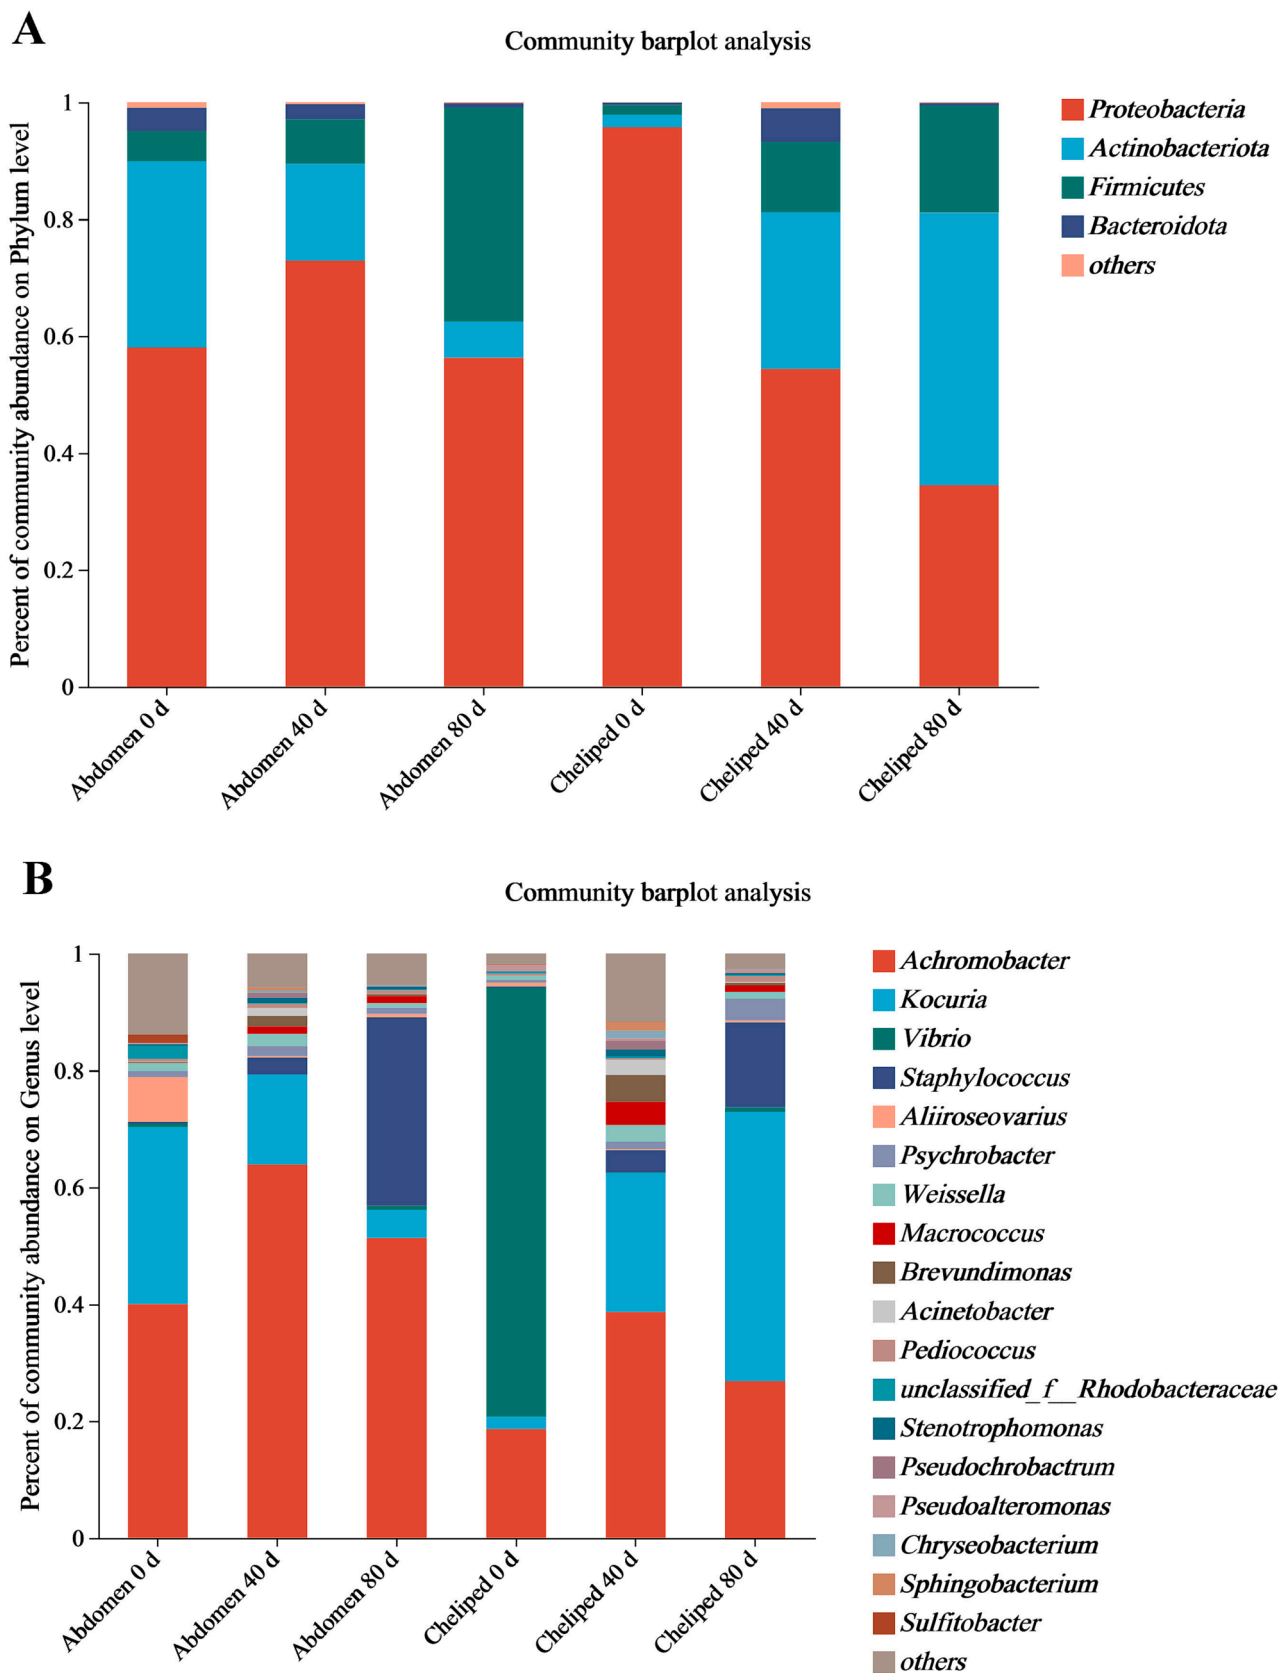 A
Community barplot analysis
Percent of community abundance on Phylum level
1
0.8
0.6
0.4
0.2
0
Abdomen 0 d
Abdomen 40 d
Abdomen 80 d
Cheliped 0 d
Cheliped 40 d
Cheliped 80 d
Proteobacteria
Actinobacteriota
Firmicutes
Bacteroidota
others
B
Community barplot analysis
Percent of community abundance on Genus level
1
0.8
0.6
0.4
0.2
0
Abdomen 0 d
Abdomen 40 d
Abdomen 80 d
Cheliped 0 d
Cheliped 40 d
Cheliped 80 d
Achromobacter
Kocuria
Vibrio
Staphylococcus
Aliiroseovarius
Psychrobacter
Weissella
Macrococcus
Brevundimonas
Acinetobacter
Pediococcus
unclassified_f__Rhodobacteraceae
Stenotrophomonas
Pseudochrobactrum
Pseudoalteromonas
Chryseobacterium
Sphingobacterium
Sulfitobacter
others